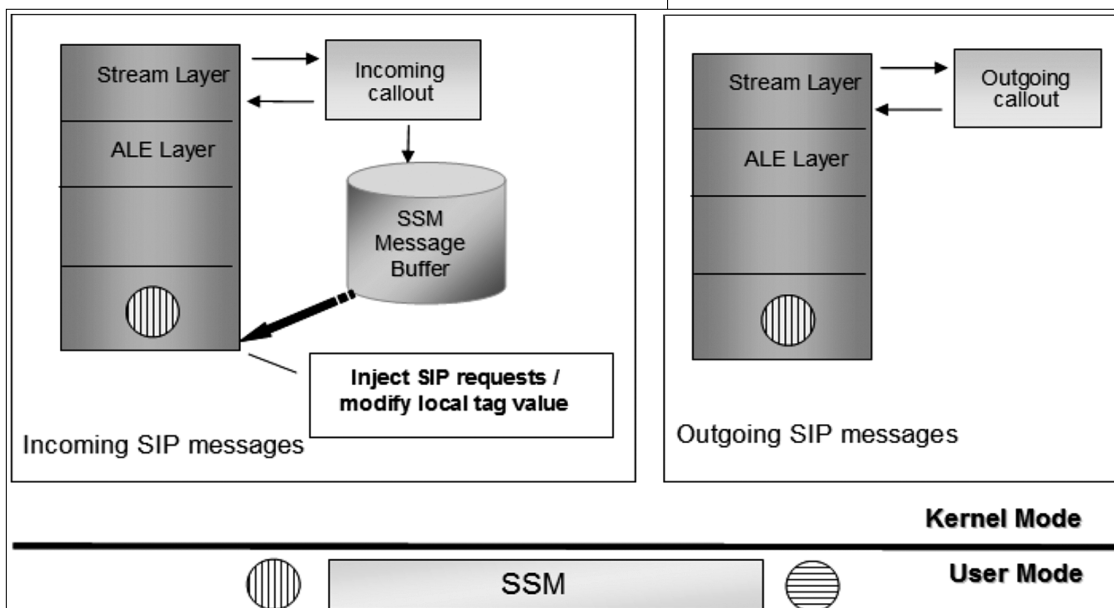 Stream Layer
Incoming
callout
ALE Layer
SSM
Message
Buffer
Inject SIP requests /
modify local tag value
Incoming SIP messages
Stream Layer
Outgoing
callout
ALE Layer
Outgoing SIP messages
Kernel Mode
SSM
User Mode